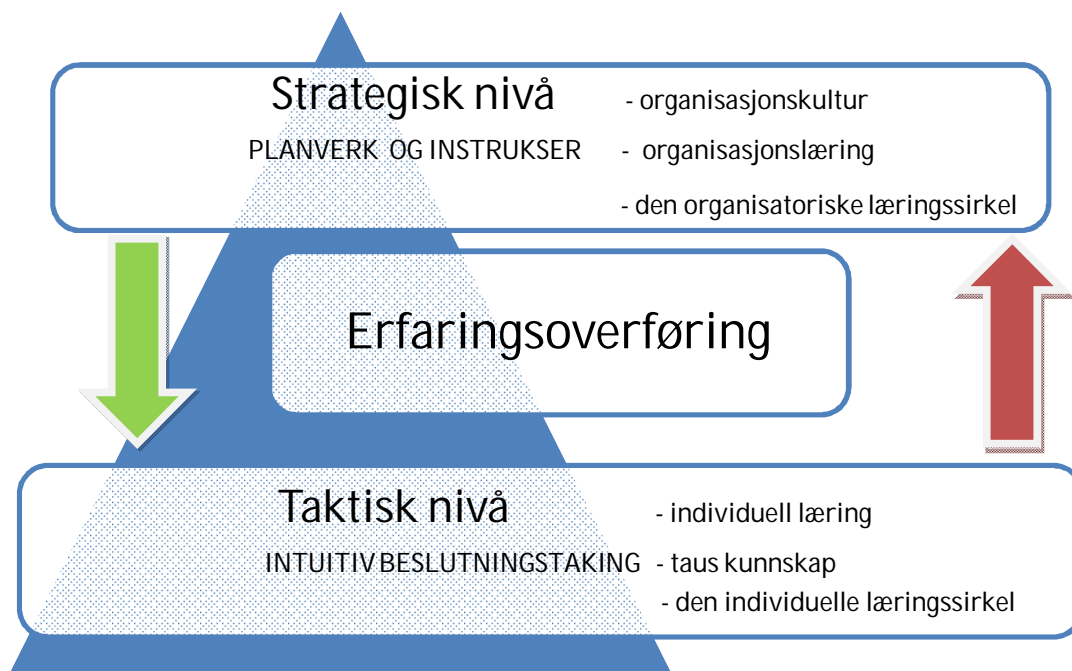 Strategisk nivå - organisasjonskultur
PLANVERK OG INSTRUKSER - organisasjonslæring
- den organisatoriske læringssirkel
Erfaringsoverføring
Taktisk nivå - individuell læring
INTUITIV BESLUTNINGSTAKING - taus kunnskap
- den individuelle læringssirkel